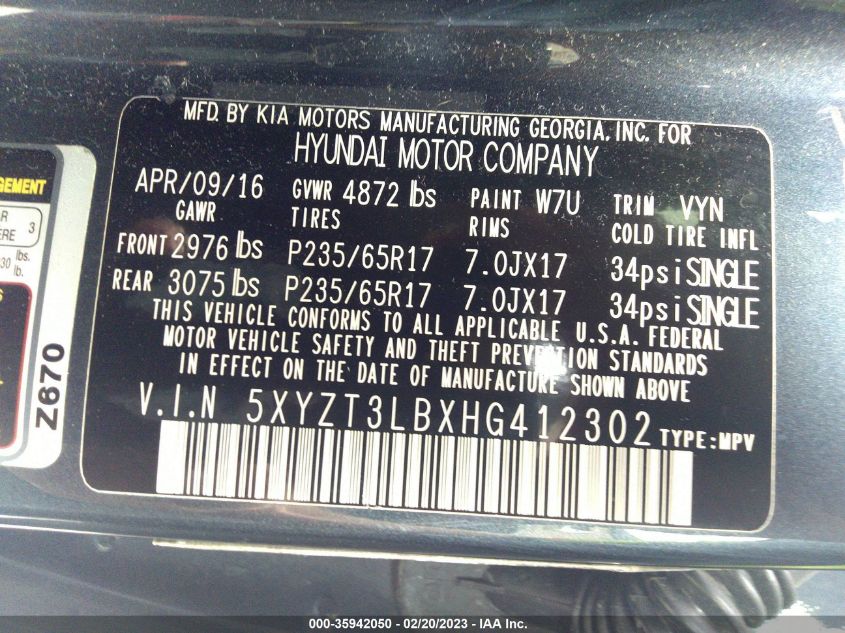 MFD. BY KIA MOTORS MANUFACTURING GEORGIA, INC. FOR
HYUNDAI MOTOR COMPANY
APR/09/16 GVWR 4872 lbs PAINT W7U TRIM VYN
GAWR TIRES RIMS COLD TIRE INFL
FRONT 2976 lbs P235/65R17 7.0JX17 34psi SINGLE
REAR 3075 lbs P235/65R17 7.0JX17 34psi SINGLE
THIS VEHICLE CONFORMS TO ALL APPLICABLE U.S.A. FEDERAL
MOTOR VEHICLE SAFETY AND THEFT PREVENTION STANDARDS
IN EFFECT ON THE DATE OF MANUFACTURE SHOWN ABOVE
V.I.N 5XYZT3LBXHG412302 TYPE:MPV
3
lbs.
lb.
Z670
000-35942050 - 02/20/2023 - IAA Inc.